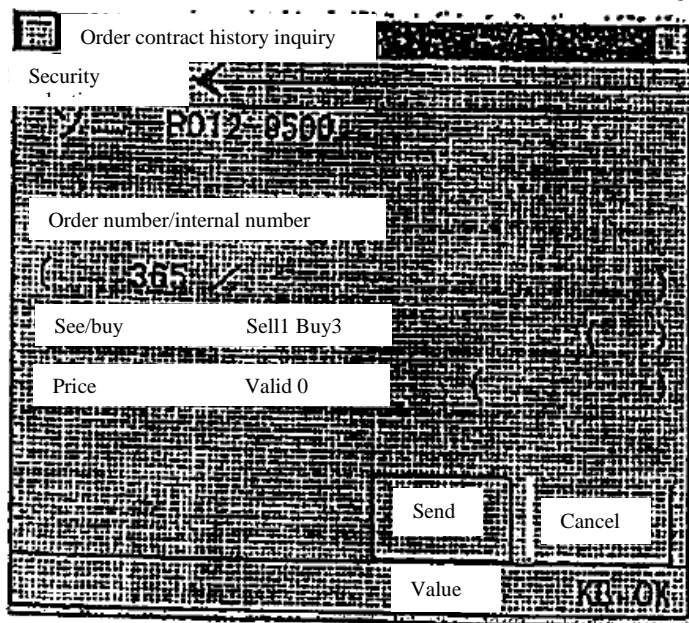 Order contract history inquiry
Security
P012-0500
Order number/internal number
( 365 )
See/buy Sell1 Buy3 ( )
Price Valid 0 ( )
Send Cancel
Value KB-OK